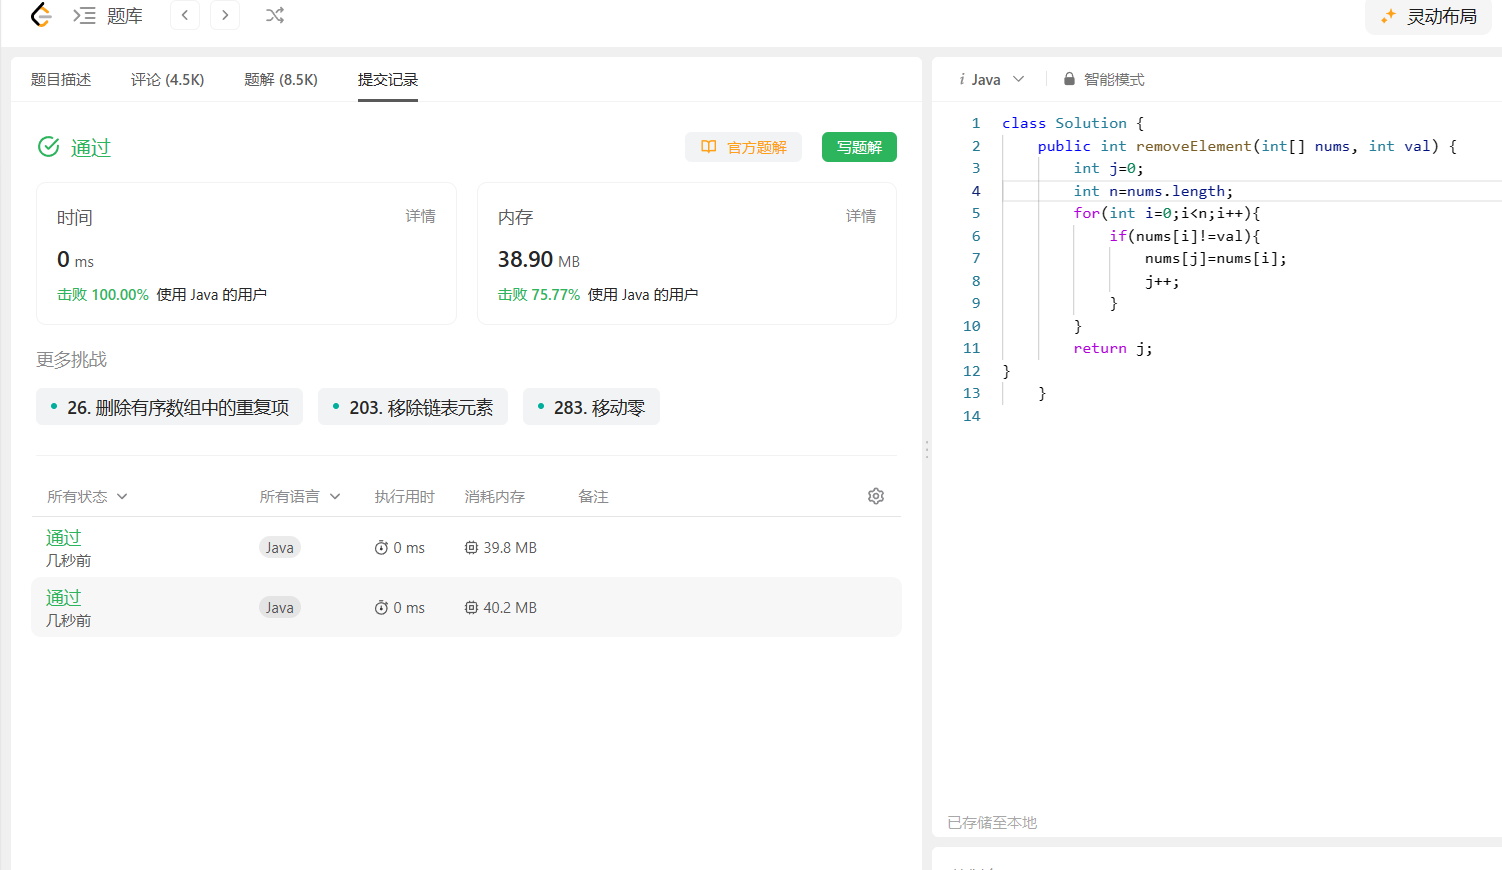 题库
灵动布局
题目描述 评论 (4.5K) 题解 (8.5K) 提交记录
通过
官方题解
写题解
时间 详情
0 ms
击败 100.00% 使用 Java 的用户
内存 详情
38.90 MB
击败 75.77% 使用 Java 的用户
更多挑战
26. 删除有序数组中的重复项
203. 移除链表元素
283. 移动零
所有状态 所有语言 执行用时 消耗内存 备注
通过
几秒前
Java 0 ms 39.8 MB
通过
几秒前
Java 0 ms 40.2 MB
i Java 智能模式
1 class Solution {
2 public int removeElement(int[] nums, int val) {
3 int j=0;
4 int n=nums.length;
5 for(int i=0;i<n;i++){
6 if(nums[i]!=val){
7 nums[j]=nums[i];
8 j++;
9 }
10 }
11 return j;
12 }
13 }
14
已存储至本地